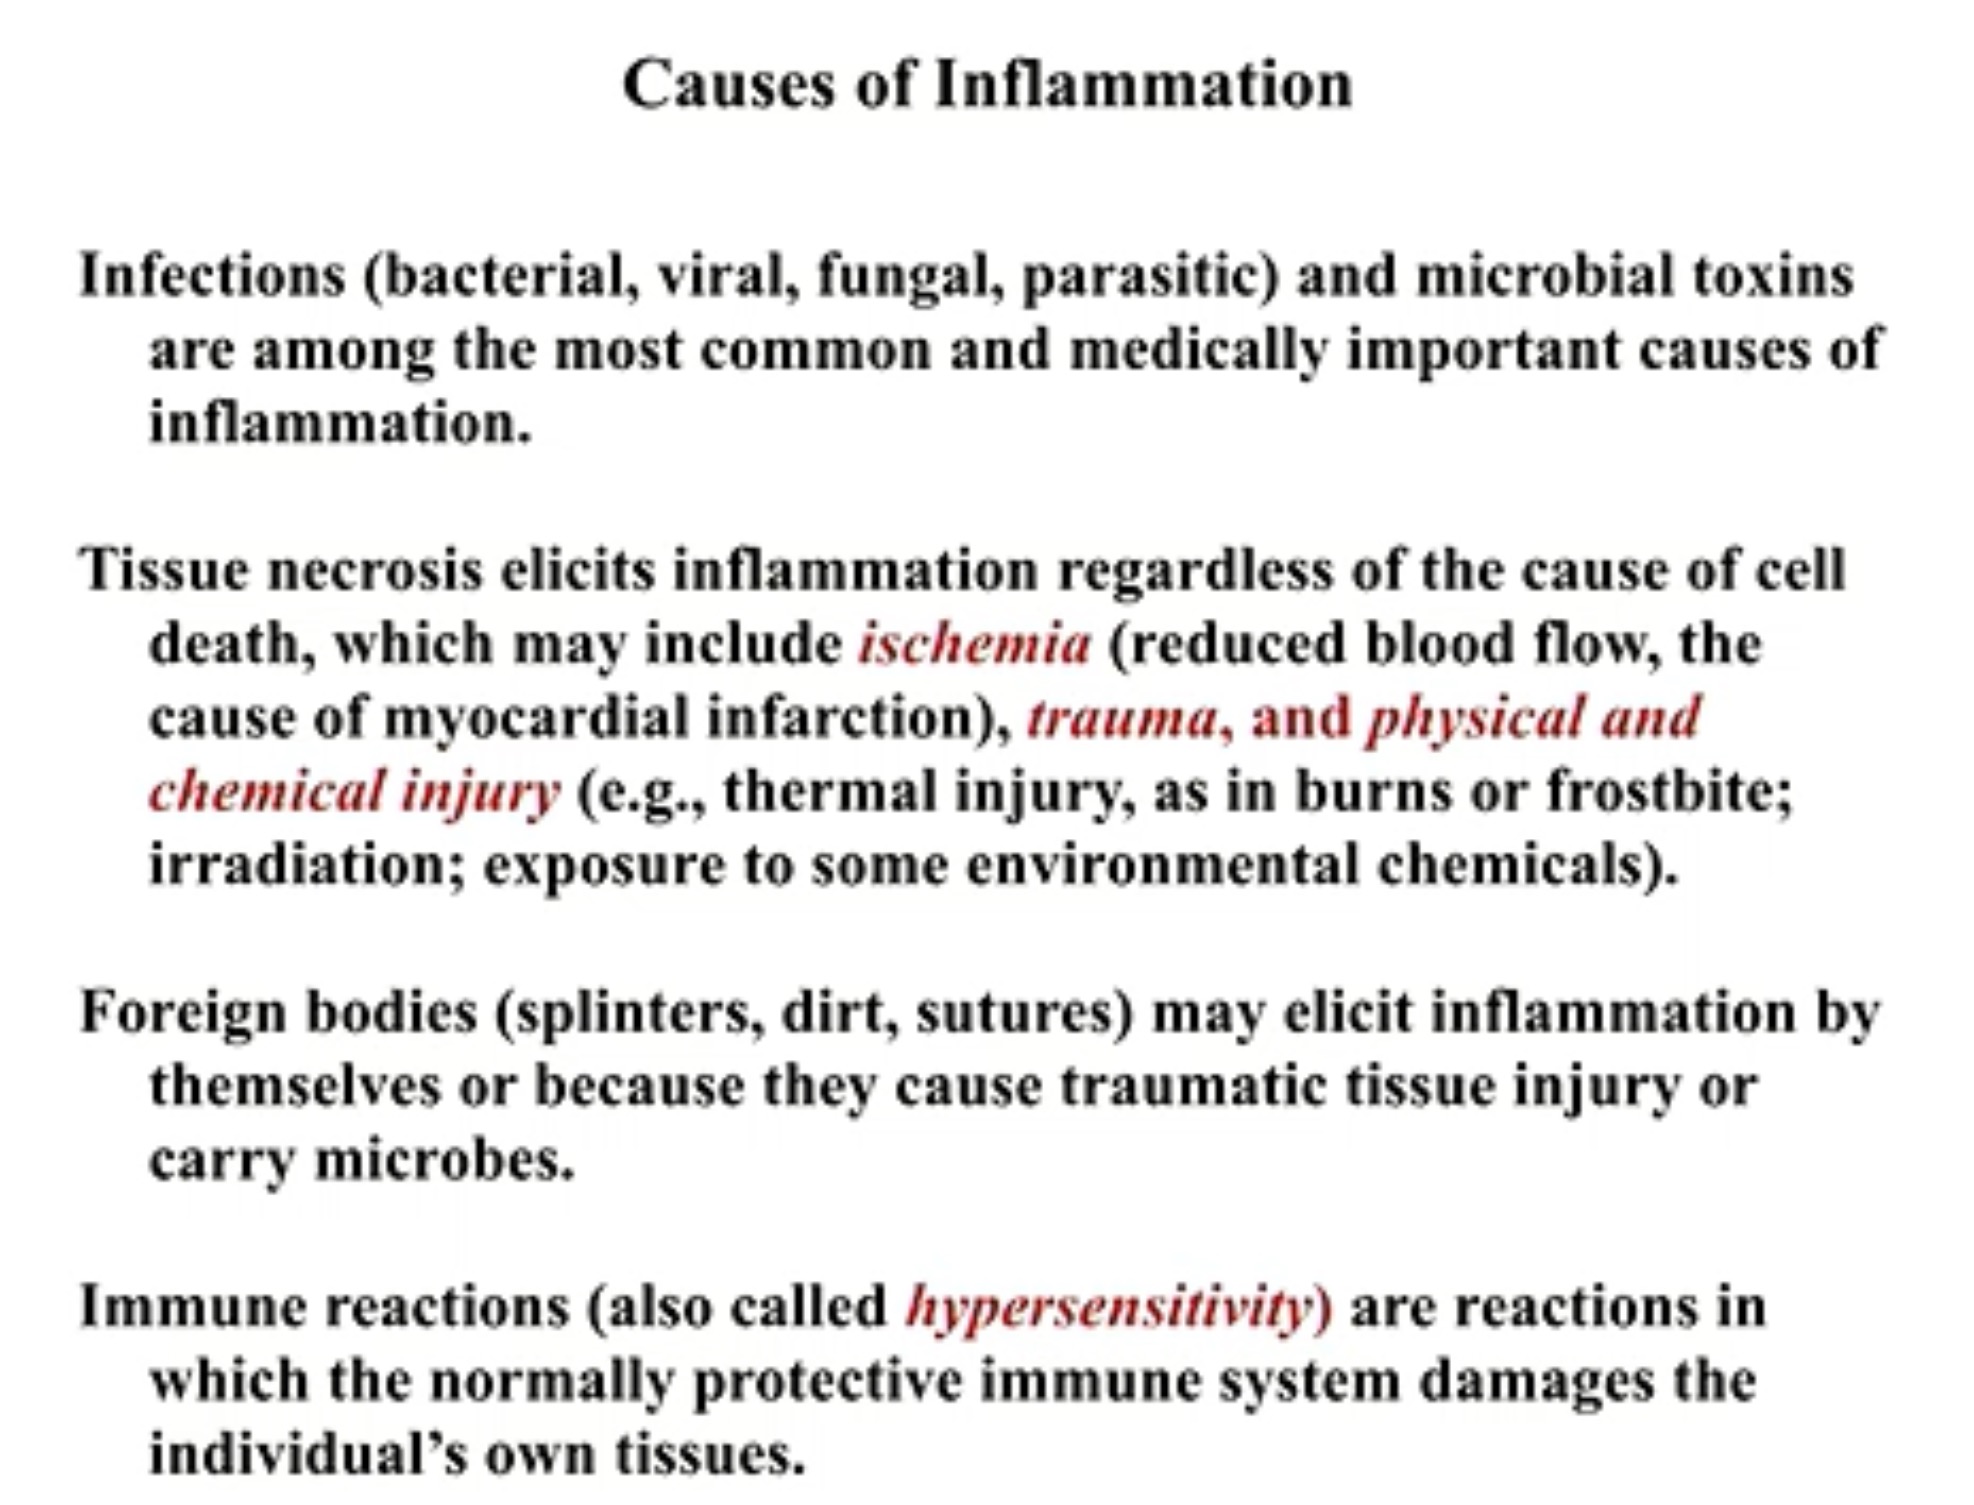 Causes of Inflammation
Infections (bacterial, viral, fungal, parasitic) and microbial toxins
are among the most common and medically important causes of
inflammation.
Tissue necrosis elicits inflammation regardless of the cause of cell
death, which may include ischemia (reduced blood flow, the
cause of myocardial infarction), trauma, and physical and
chemical injury (e.g., thermal injury, as in burns or frostbite;
irradiation; exposure to some environmental chemicals).
Foreign bodies (splinters, dirt, sutures) may elicit inflammation by
themselves or because they cause traumatic tissue injury or
carry microbes.
Immune reactions (also called hypersensitivity) are reactions in
which the normally protective immune system damages the
individual’s own tissues.